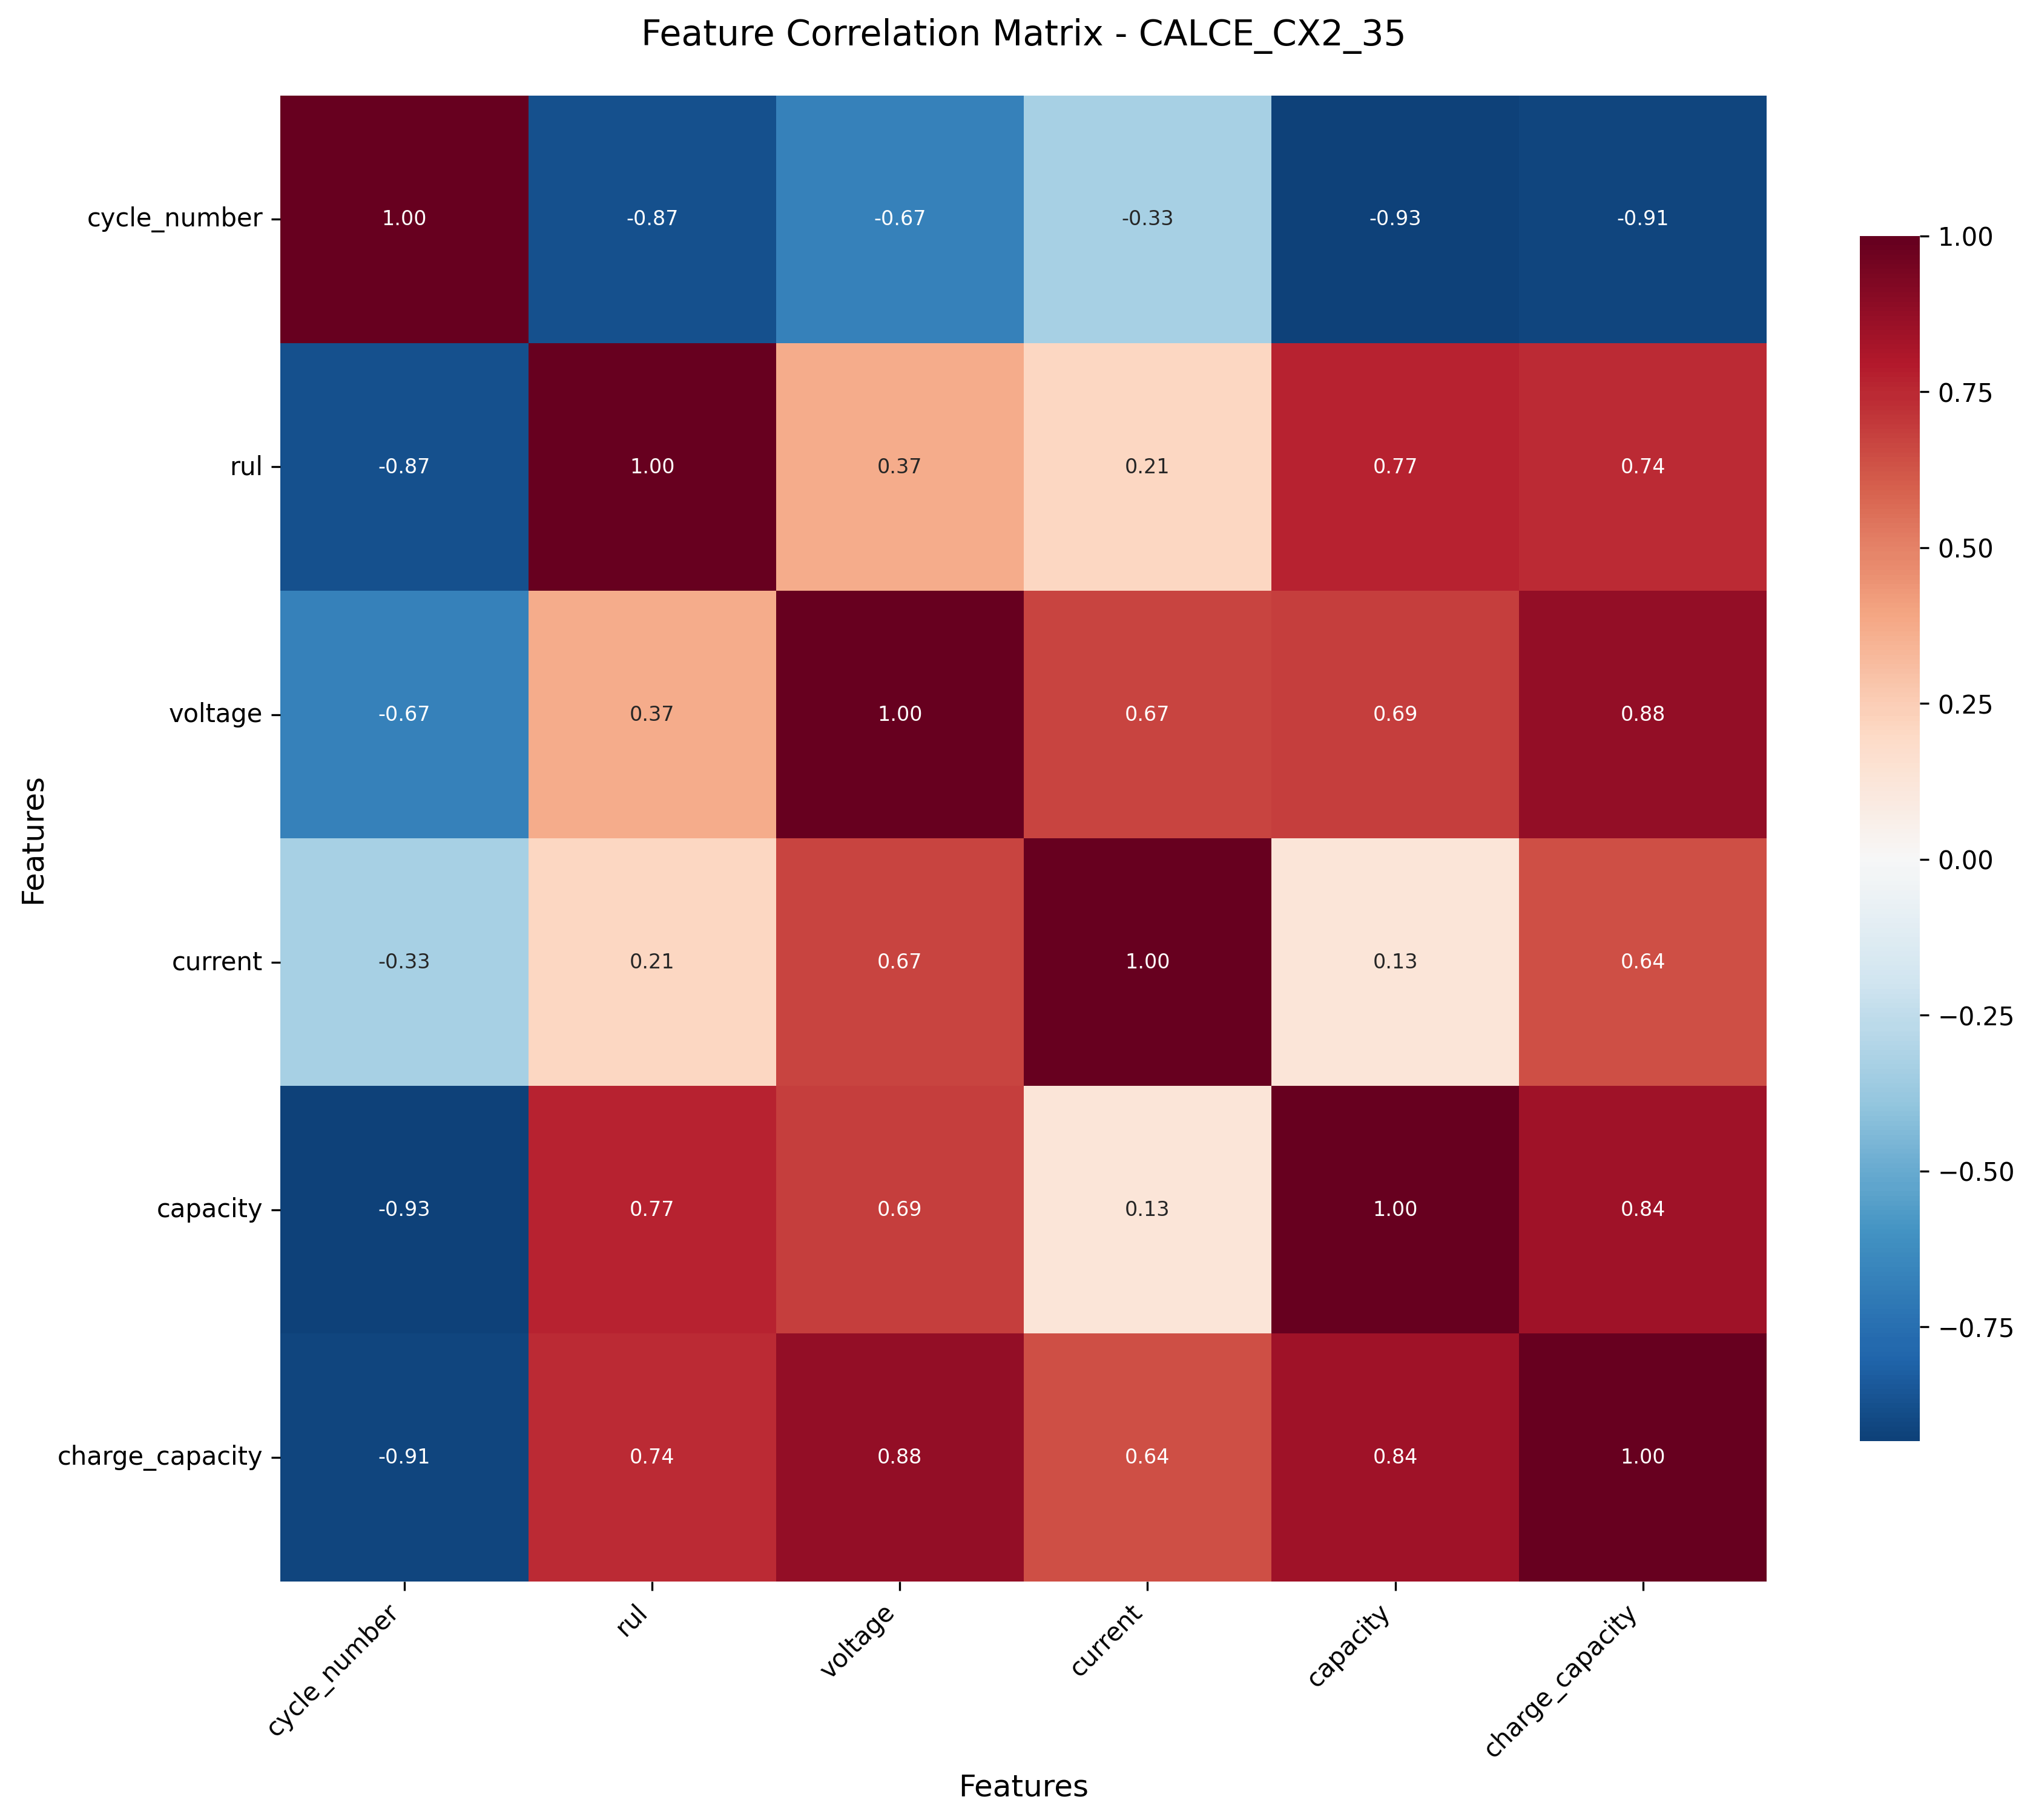 Feature Correlation Matrix - CALCE_CX2_35
cycle_number 1.00 -0.87 -0.67 -0.33 -0.93 -0.91
rul -0.87 1.00 0.37 0.21 0.77 0.74
voltage -0.67 0.37 1.00 0.67 0.69 0.88
current -0.33 0.21 0.67 1.00 0.13 0.64
capacity -0.93 0.77 0.69 0.13 1.00 0.84
charge_capacity -0.91 0.74 0.88 0.64 0.84 1.00
Features
cycle_number rul voltage current capacity charge_capacity
Features
1.00
0.75
0.50
0.25
0.00
−0.25
−0.50
−0.75